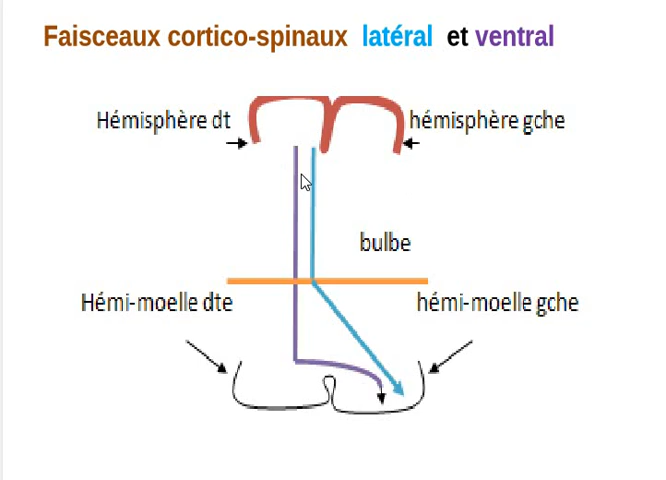 Faisceaux cortico-spinaux latéral et ventral
Hémisphère dt
hémisphère gche
bulbe
Hémi-moelle dte
hémi-moelle gche